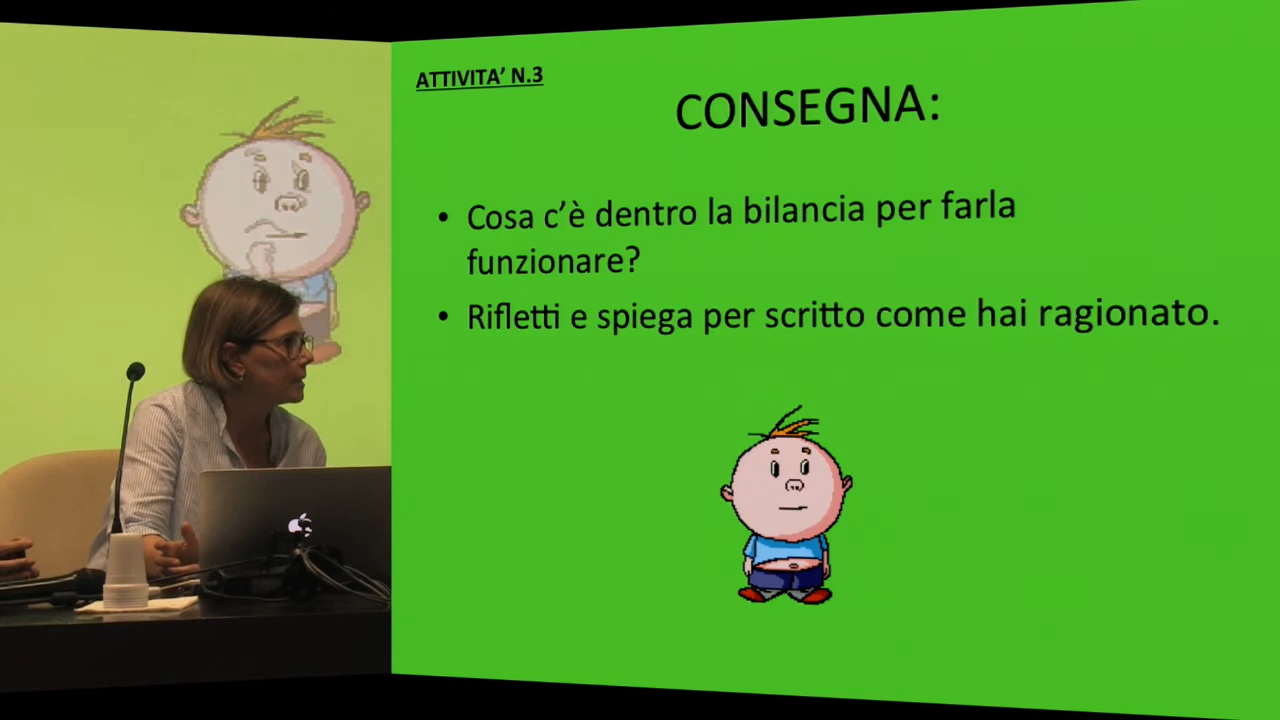 ATTIVITA' N.3
CONSEGNA:
• Cosa c'è dentro la bilancia per farla
funzionare?
• Rifletti e spiega per scritto come hai ragionato.